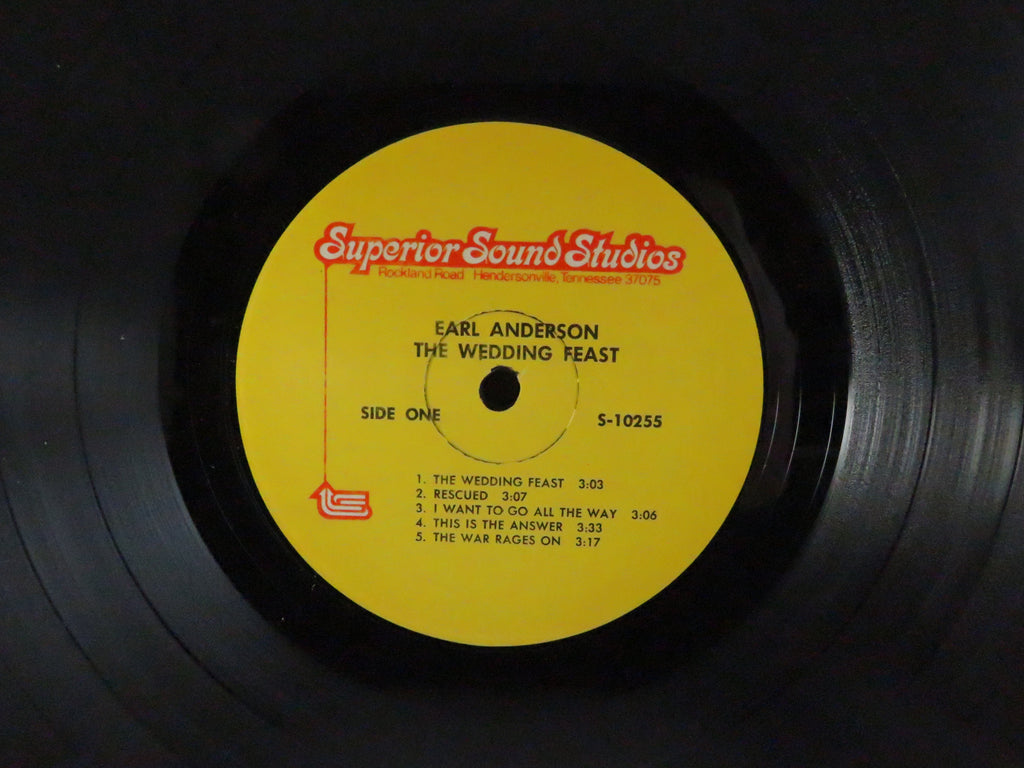 Superior Sound Studios
Rockland Road Hendersonville, Tennessee 37075
EARL ANDERSON
THE WEDDING FEAST
SIDE ONE S-10255
1. THE WEDDING FEAST 3:03
2. RESCUED 3:07
3. I WANT TO GO ALL THE WAY 3:06
4. THIS IS THE ANSWER 3:33
5. THE WAR RAGES ON 3:17